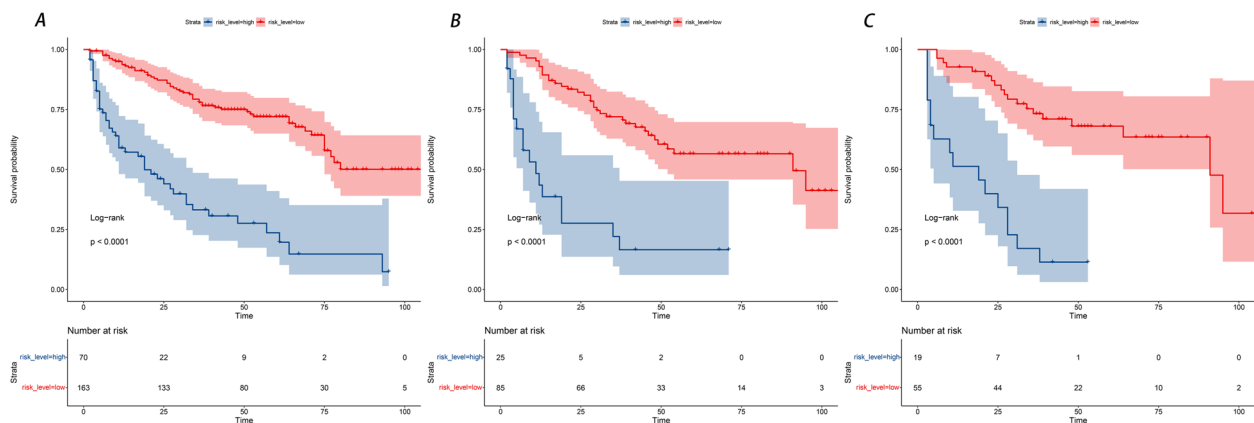 A
Strata risk_level=high risk_level=low
1.00
0.75
0.50
0.25
0.00
Survival probability
Log-rank
p < 0.0001
0 25 50 75 100
Time
Number at risk
Strata
risk_level=high 70 22 9 2 0
risk_level=low 163 133 80 30 5
0 25 50 75 100
Time
B
Strata risk_level=high risk_level=low
1.00
0.75
0.50
0.25
0.00
Survival probability
Log-rank
p < 0.0001
0 25 50 75 100
Time
Number at risk
Strata
risk_level=high 25 5 2 0 0
risk_level=low 85 66 33 14 3
0 25 50 75 100
Time
C
Strata risk_level=high risk_level=low
1.00
0.75
0.50
0.25
0.00
Survival probability
Log-rank
p < 0.0001
0 25 50 75 100
Time
Number at risk
Strata
risk_level=high 19 7 1 0 0
risk_level=low 55 44 22 10 2
0 25 50 75 100
Time